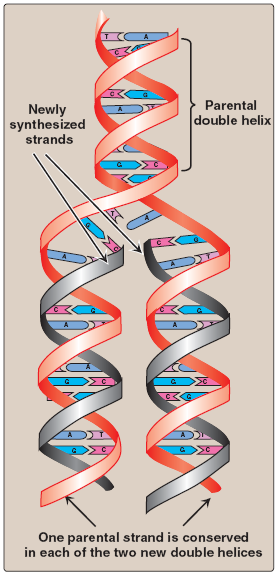 T A
C
C G
Newly
synthesized
strands
A
Parental
double helix
G C
C G
T
A
G C
C G
A
A
C G
C G
A
A T
G C
G C
C
C
A T
A T
One parental strand is conserved
in each of the two new double helices